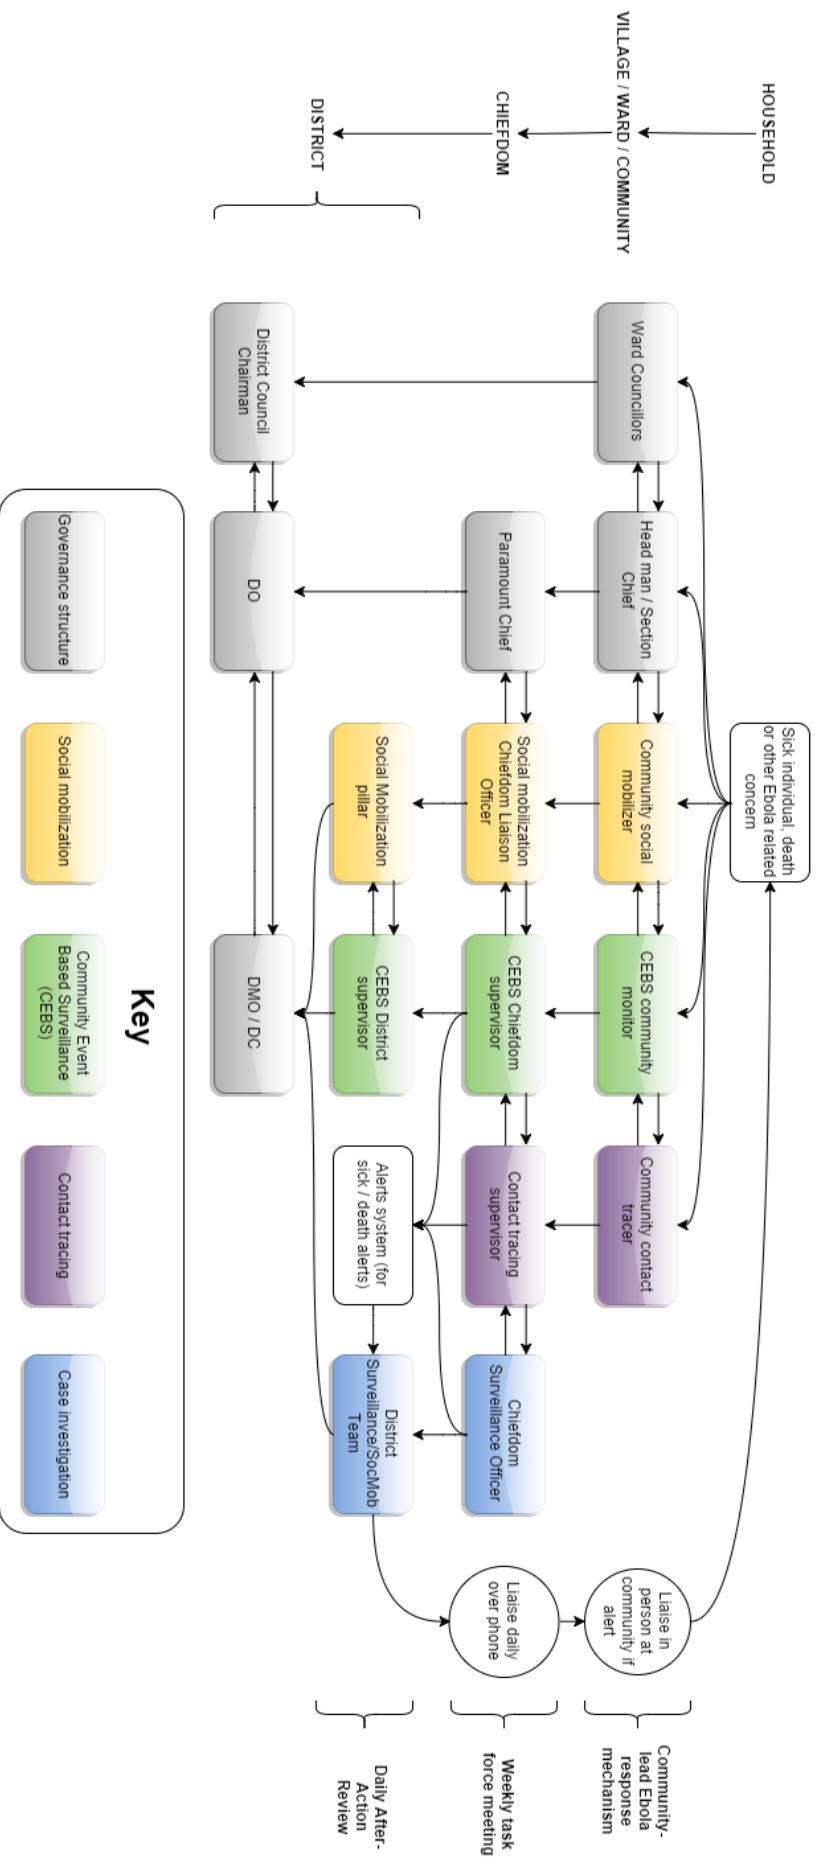 HOUSEHOLD
Sick individual, death
or other Ebola related
concern
VILLAGE / WARD / COMMUNITY
Ward Councillors
Head man / Section
Chief
Community social
mobilizer
CEBS community
monitor
Community contact
tracer
Liaise in
person at
community if
alert
Community-
lead Ebola
response
mechanism
CHIEFDOM
Paramount Chief
Social mobilization
Chiefdom Liaison
Officer
CEBS Chiefdom
supervisor
Contact tracing
supervisor
Chiefdom
Surveillance Officer
Liaise daily
over phone
Weekly task
force meeting
DISTRICT
Social Mobilization
pillar
CEBS District
supervisor
Alerts system (for
sick / death alerts)
District
Surveillance/SocMob
Team
Daily After-
Action
Review
District Council
Chairman
DO
DMO / DC
Key
Governance structure
Social mobilization
Community Event
Based Surveillance
(CEBS)
Contact tracing
Case investigation